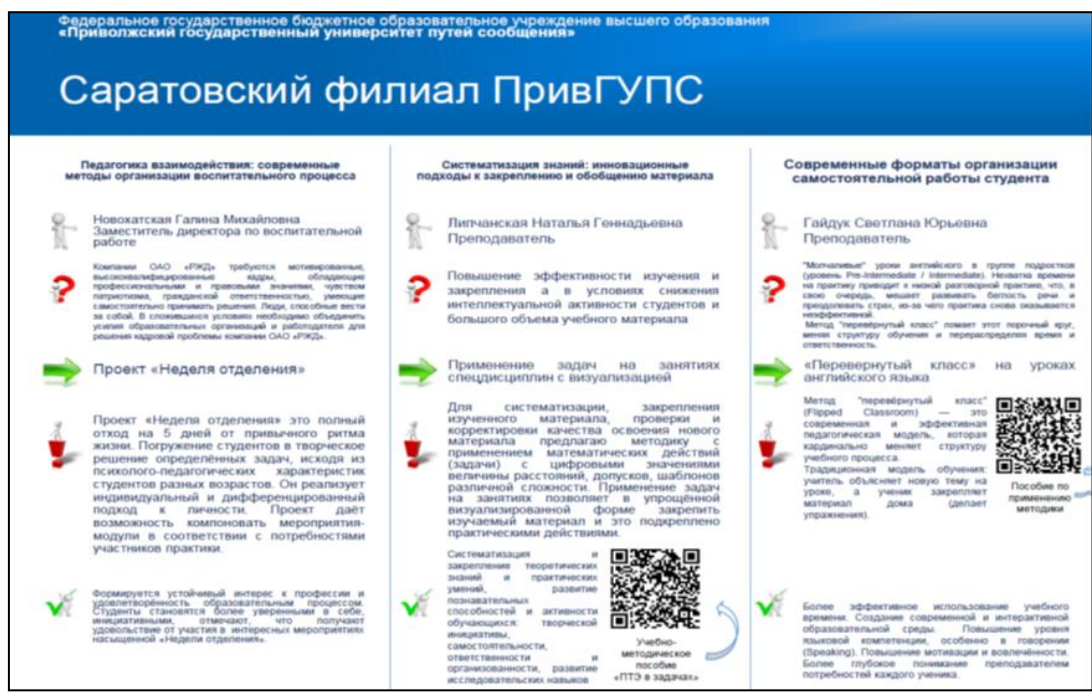 Федеральное государственное бюджетное образовательное учреждение высшего образования
«Приволжский государственный университет путей сообщения»
Саратовский филиал ПривГУПС
Педагогика взаимодействия: современные
методы организации воспитательного процесса
Новохатская Галина Михайловна
Заместитель директора по воспитательной
работе
Компании ОАО «РЖД» требуются мотивированные,
высококвалифицированные кадры, обладающие
профессиональными и правовыми знаниями, чувством
патриотизма, гражданской ответственностью, умеющие
самостоятельно принимать решения. Люди, способные вести
за собой. В сложившихся условиях необходимо объединить
усилия образовательных организаций и работодателя для
решения кадровой проблемы компании ОАО «РЖД».
Проект «Неделя отделения»
Проект «Неделя отделения» это полный
отход на 5 дней от привычного ритма
жизни. Погружение студентов в творческое
решение определённых задач, исходя из
психолого-педагогических характеристик
студентов разных возрастов. Он реализует
индивидуальный и дифференцированный
подход к личности. Проект даёт
возможность компоновать мероприятия-
модули в соответствии с потребностями
участников практики.
Формируется устойчивый интерес к профессии и
удовлетворённость образовательным процессом.
Студенты становятся более уверенными в себе,
инициативными, отмечают, что получают
удовольствие от участия в интересных мероприятиях
насыщенной «Недели отделения».
Систематизация знаний: инновационные
подходы к закреплению и обобщению материала
Липчанская Наталья Геннадьевна
Преподаватель
Повышение эффективности изучения и
закрепления а в условиях снижения
интеллектуальной активности студентов и
большого объема учебного материала
Применение задач на занятиях
спецдисциплин с визуализацией
Для систематизации, закрепления
изученного материала, проверки и
корректировки качества освоения нового
материала предлагаю методику с
применением математических действий
(задачи) с цифровыми значениями
величины расстояний, допусков, шаблонов
различной сложности. Применение задач
на занятиях позволяет в упрощённой
визуализированной форме закрепить
изучаемый материал и это подкреплено
практическими действиями.
Систематизация и
закрепление теоретических
знаний и практических
умений, развитие
познавательных
способностей и активности
обучающихся: творческой
инициативы,
самостоятельности,
ответственности и
организованности, развитие
исследовательских навыков
Учебно-
методическое
пособие
«ПТЭ в задачах»
Современные форматы организации
самостоятельной работы студента
Гайдук Светлана Юрьевна
Преподаватель
"Молчаливые" уроки английского в группе подростков
(уровень Pre-Intermediate / Intermediate). Нехватка времени
на практику приводит к низкой разговорной практике, что, в
свою очередь, мешает развивать беглость речи и
преодолевать страх, из-за чего практика снова оказывается
неэффективной.
Метод "перевёрнутый класс" ломает этот порочный круг,
меняя структуру обучения и перераспределяя время и
ответственность.
«Перевернутый класс» на уроках
английского языка
Метод "перевёрнутый класс"
(Flipped Classroom) — это
современная и эффективная
педагогическая модель, которая
кардинально меняет структуру
учебного процесса.
Традиционная модель обучения:
учитель объясняет новую тему на
уроке, а ученик закрепляет
материал дома (делает
упражнения).
Пособие по
применению
методики
Более эффективное использование учебного
времени. Создание современной и интерактивной
образовательной среды. Повышение уровня
языковой компетенции, особенно в говорении
(Speaking). Повышение мотивации и вовлечённости.
Более глубокое понимание преподавателем
потребностей каждого ученика.